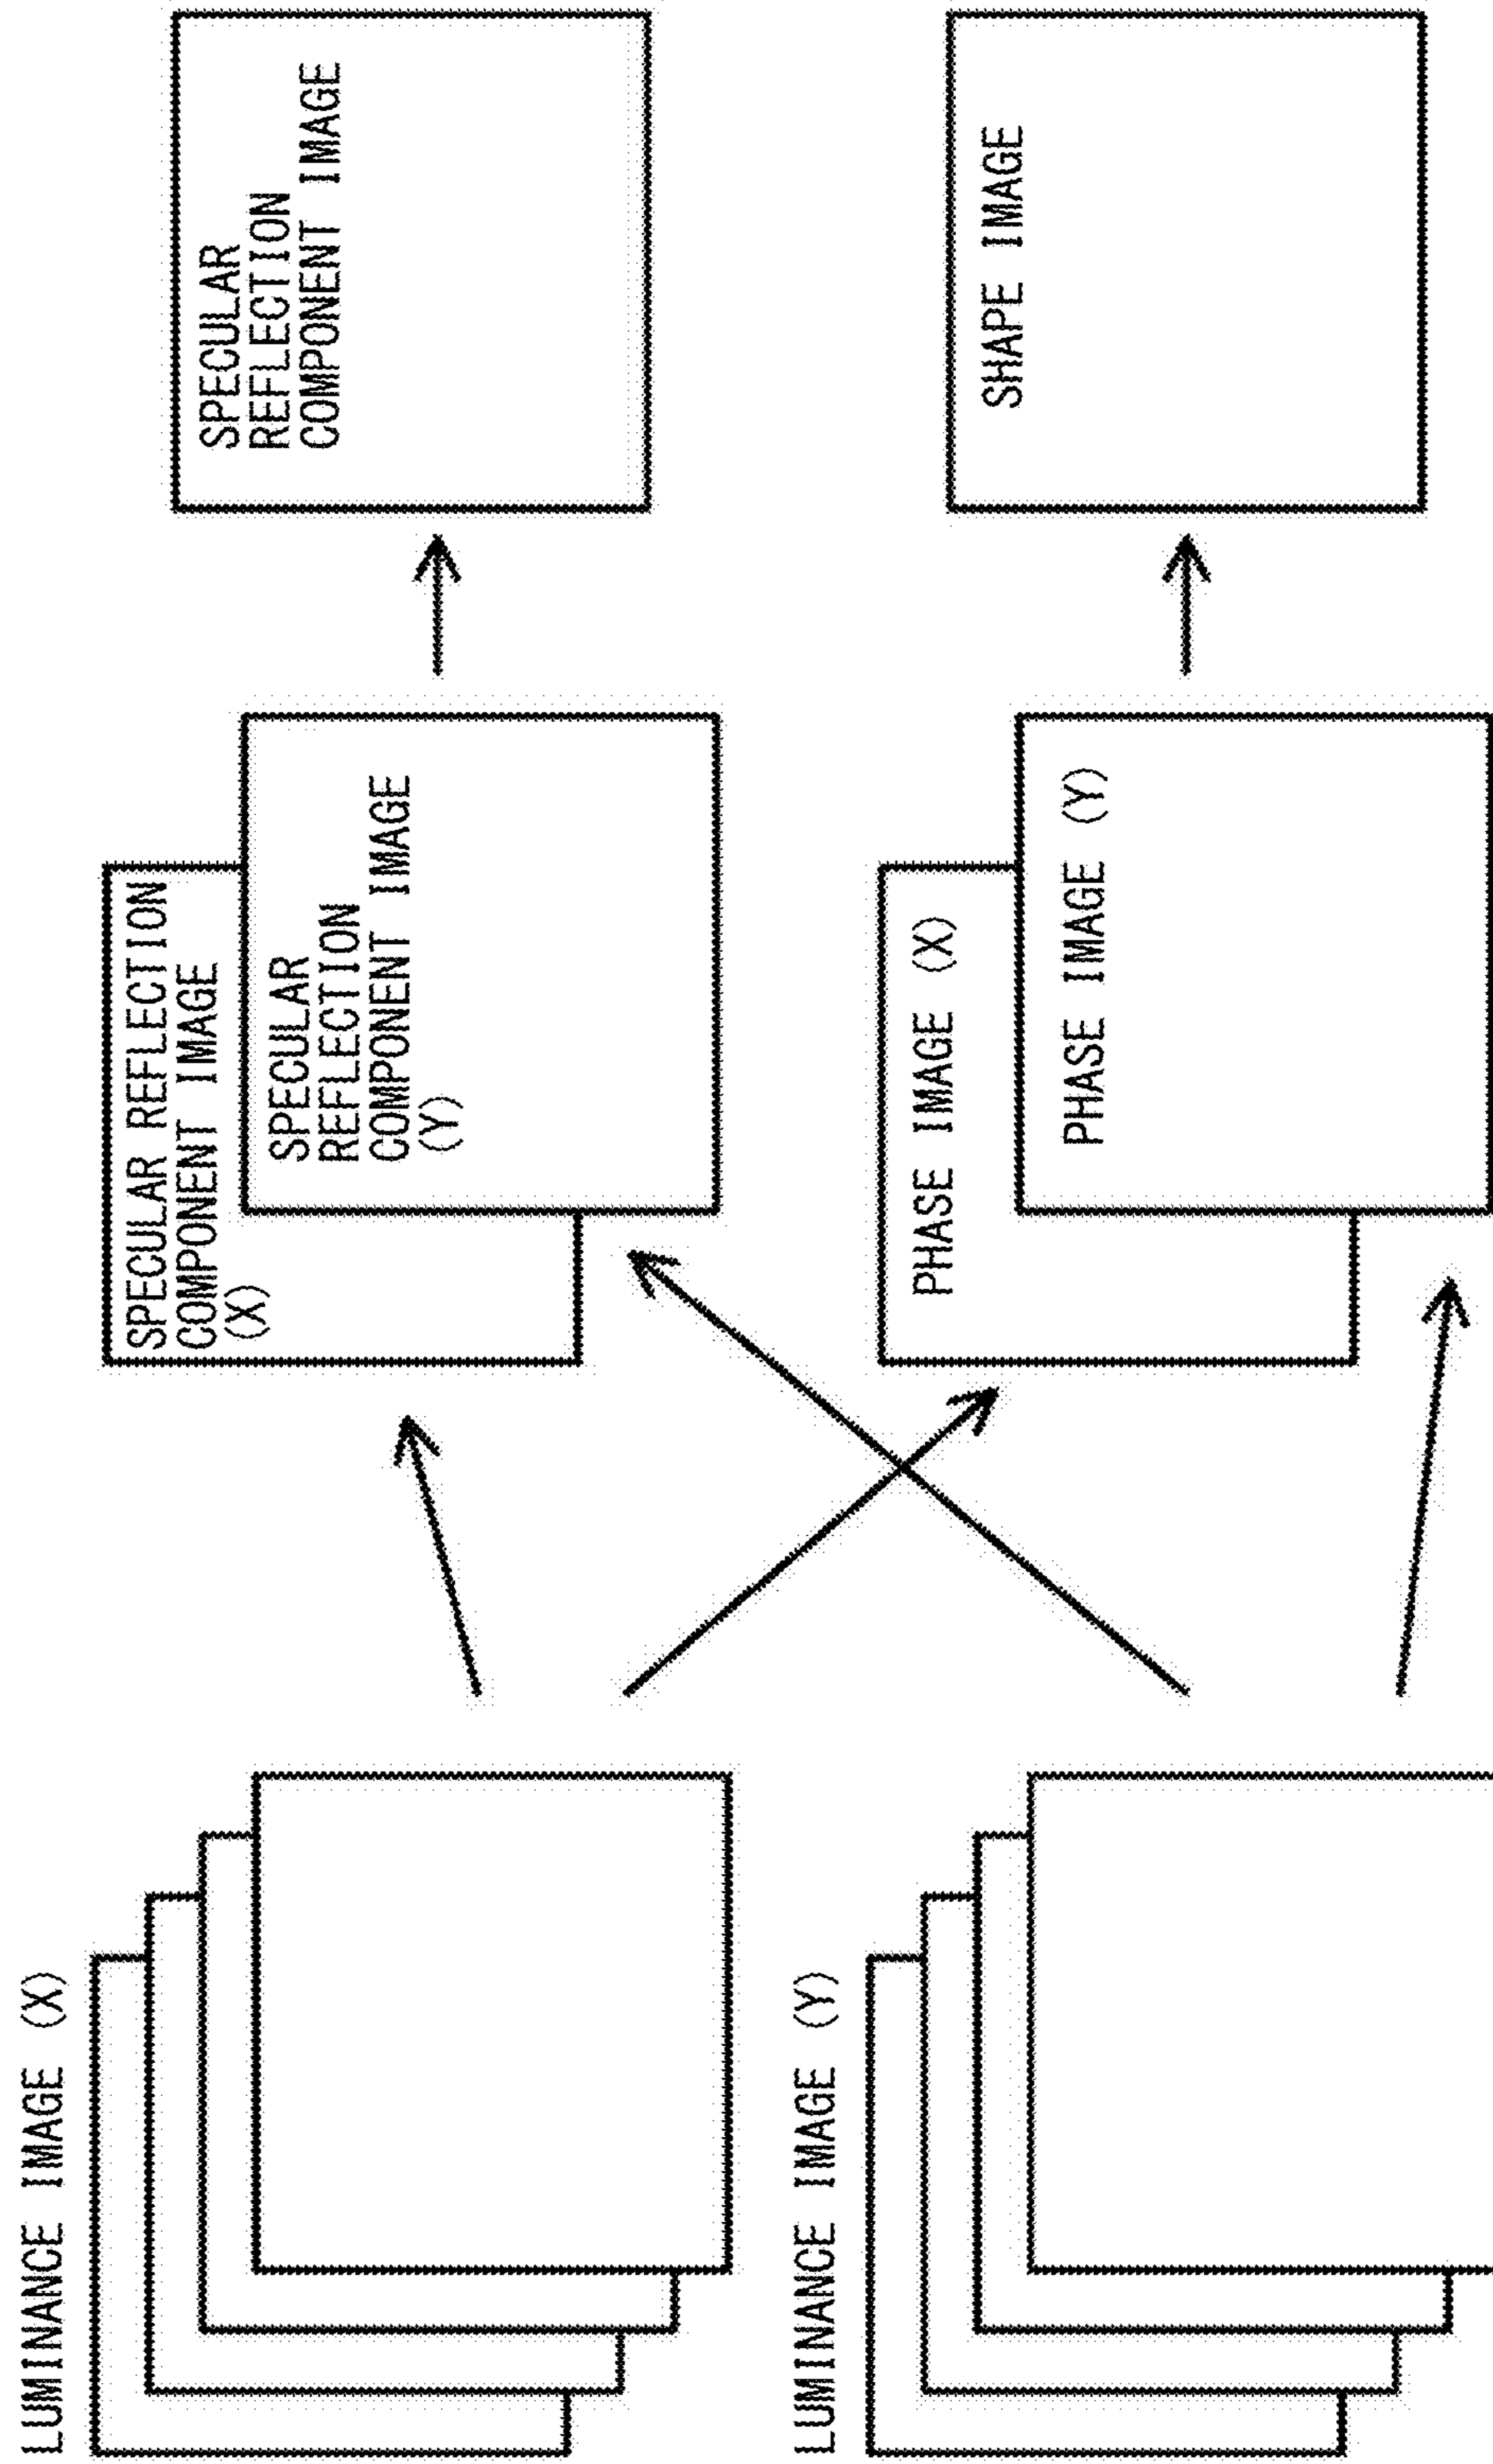 LUMINANCE IMAGE (X)
SPECULAR REFLECTION
COMPONENT IMAGE
(X)
SPECULAR
REFLECTION
COMPONENT IMAGE
(Y)
SPECULAR
REFLECTION
COMPONENT IMAGE
LUMINANCE IMAGE (Y)
PHASE IMAGE (X)
PHASE IMAGE (Y)
SHAPE IMAGE